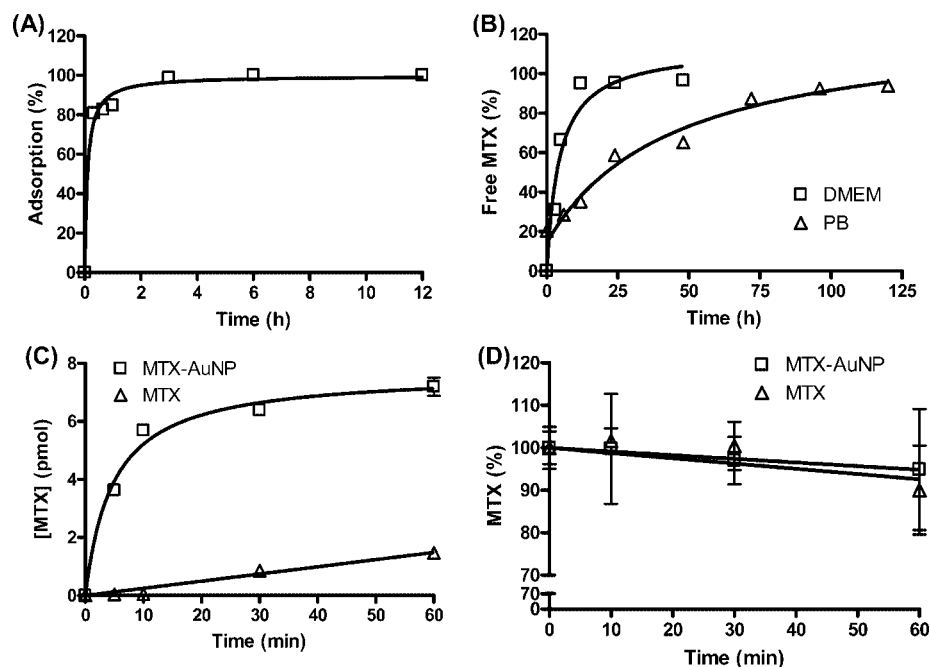 (A)
120
100
80
60
40
20
0
Adsorption (%)
0 2 4 6 8 10 12
Time (h)
(B)
120
100
80
60
40
20
0
Free MTX (%)
DMEM
PB
0 25 50 75 100 125
Time (h)
(C)
MTX-AuNP
MTX
8
6
4
2
0
[MTX] (pmol)
0 10 20 30 40 50 60
Time (min)
(D)
MTX-AuNP
MTX
120
110
100
90
80
70
70
0
MTX (%)
0 10 20 30 40 50 60
Time (min)